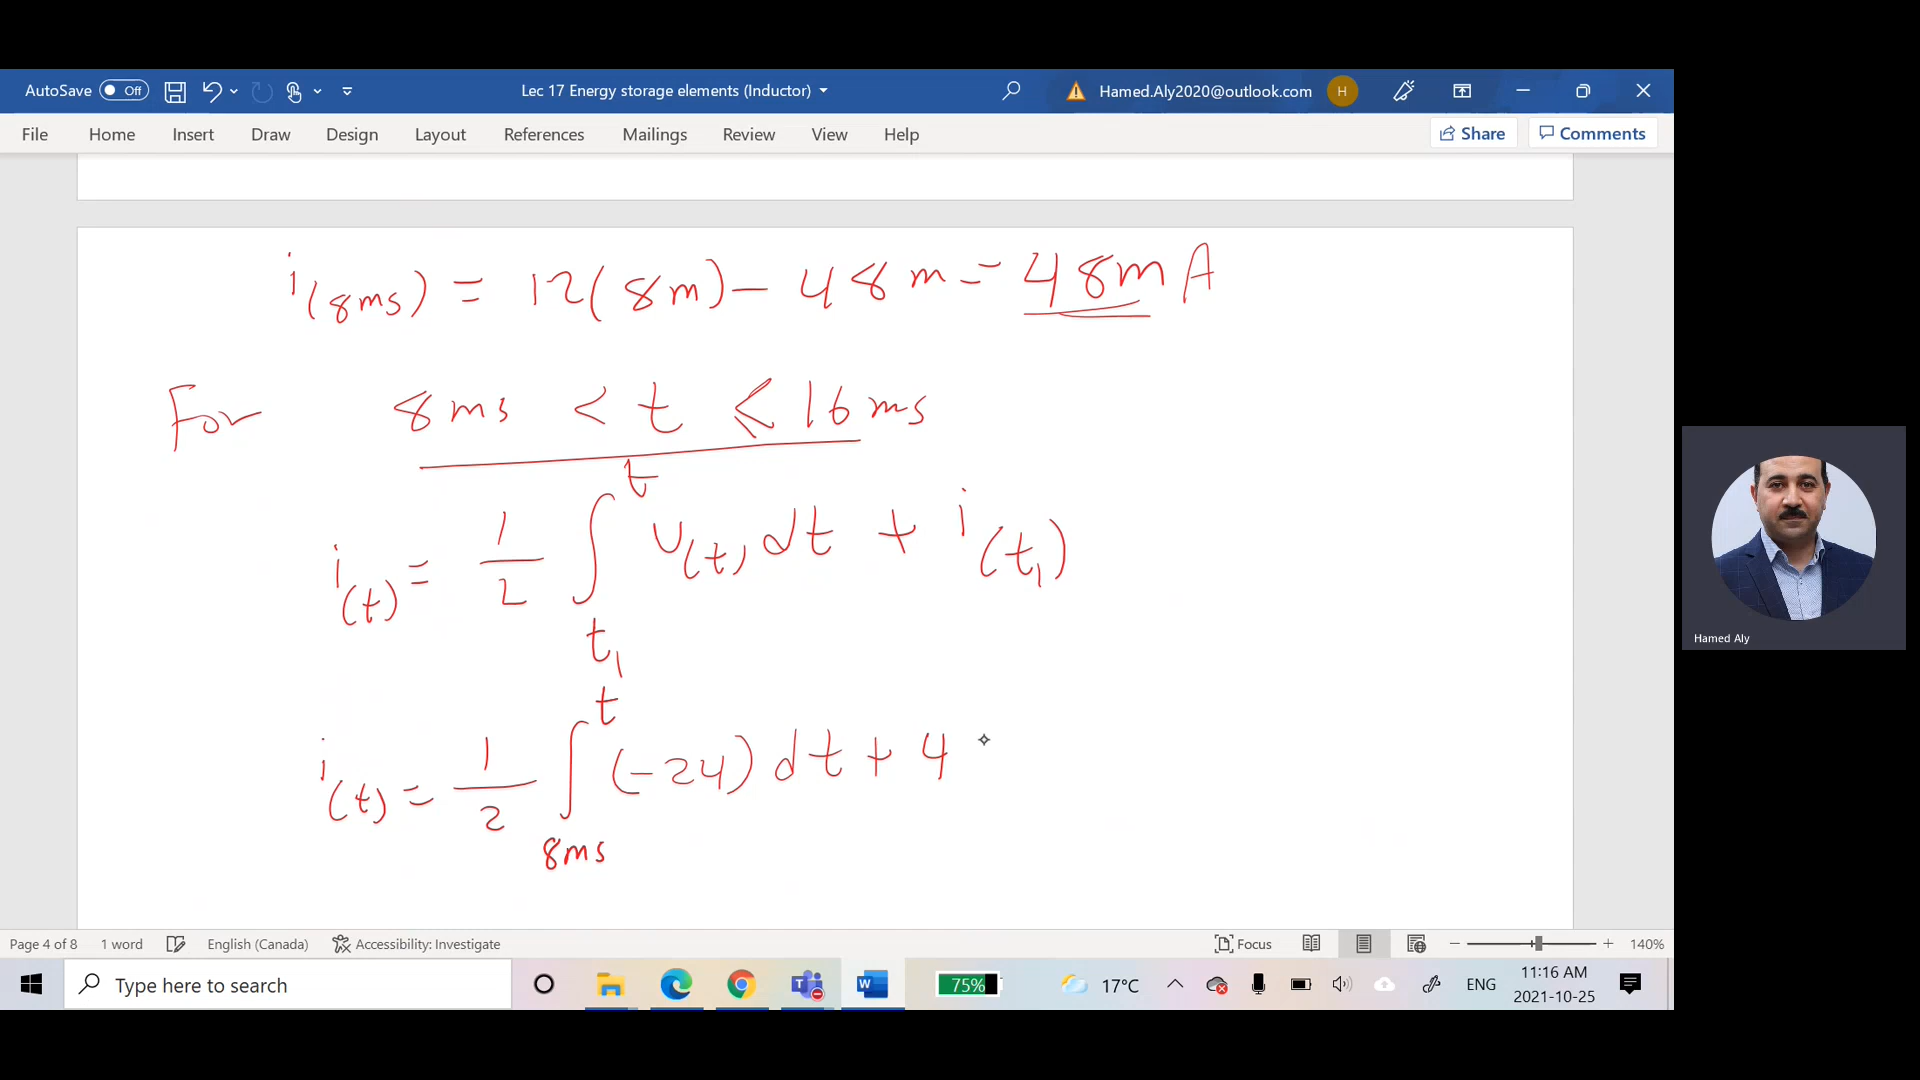 AutoSave Off Lec 17 Energy storage elements (Inductor) Hamed.Aly2020@outlook.com H
File Home Insert Draw Design Layout References Mailings Review View Help Share Comments
i(8ms) = 12(8m) - 48m = 48mA
For 8ms < t ≤ 16ms
i(t) = 1/2 ∫_{t1}^{t} v(t) dt + i(t1)
i(t) = 1/2 ∫_{8ms}^{t} (-24) dt + 4
Hamed Aly
Page 4 of 8 1 word English (Canada) Accessibility: Investigate Focus 140%
Type here to search 75% 17°C ENG 11:16 AM
2021-10-25